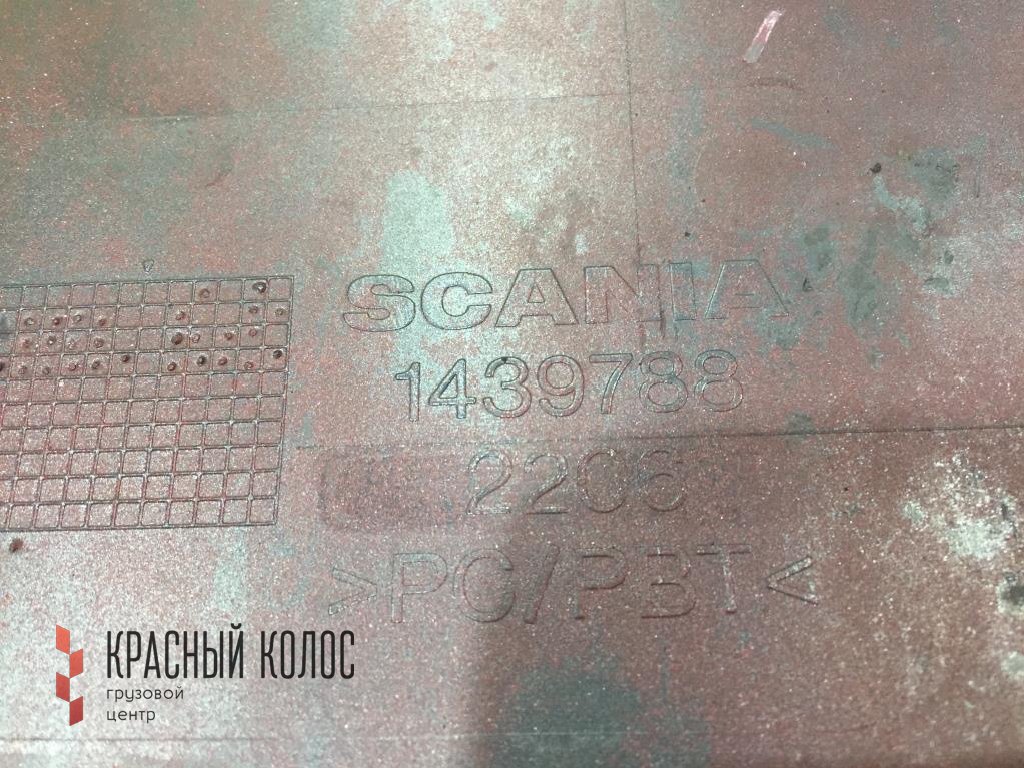 SCANIA
1439788
2206
>PC/PBT<
КРАСНЫЙ КОЛОС
грузовой
центр